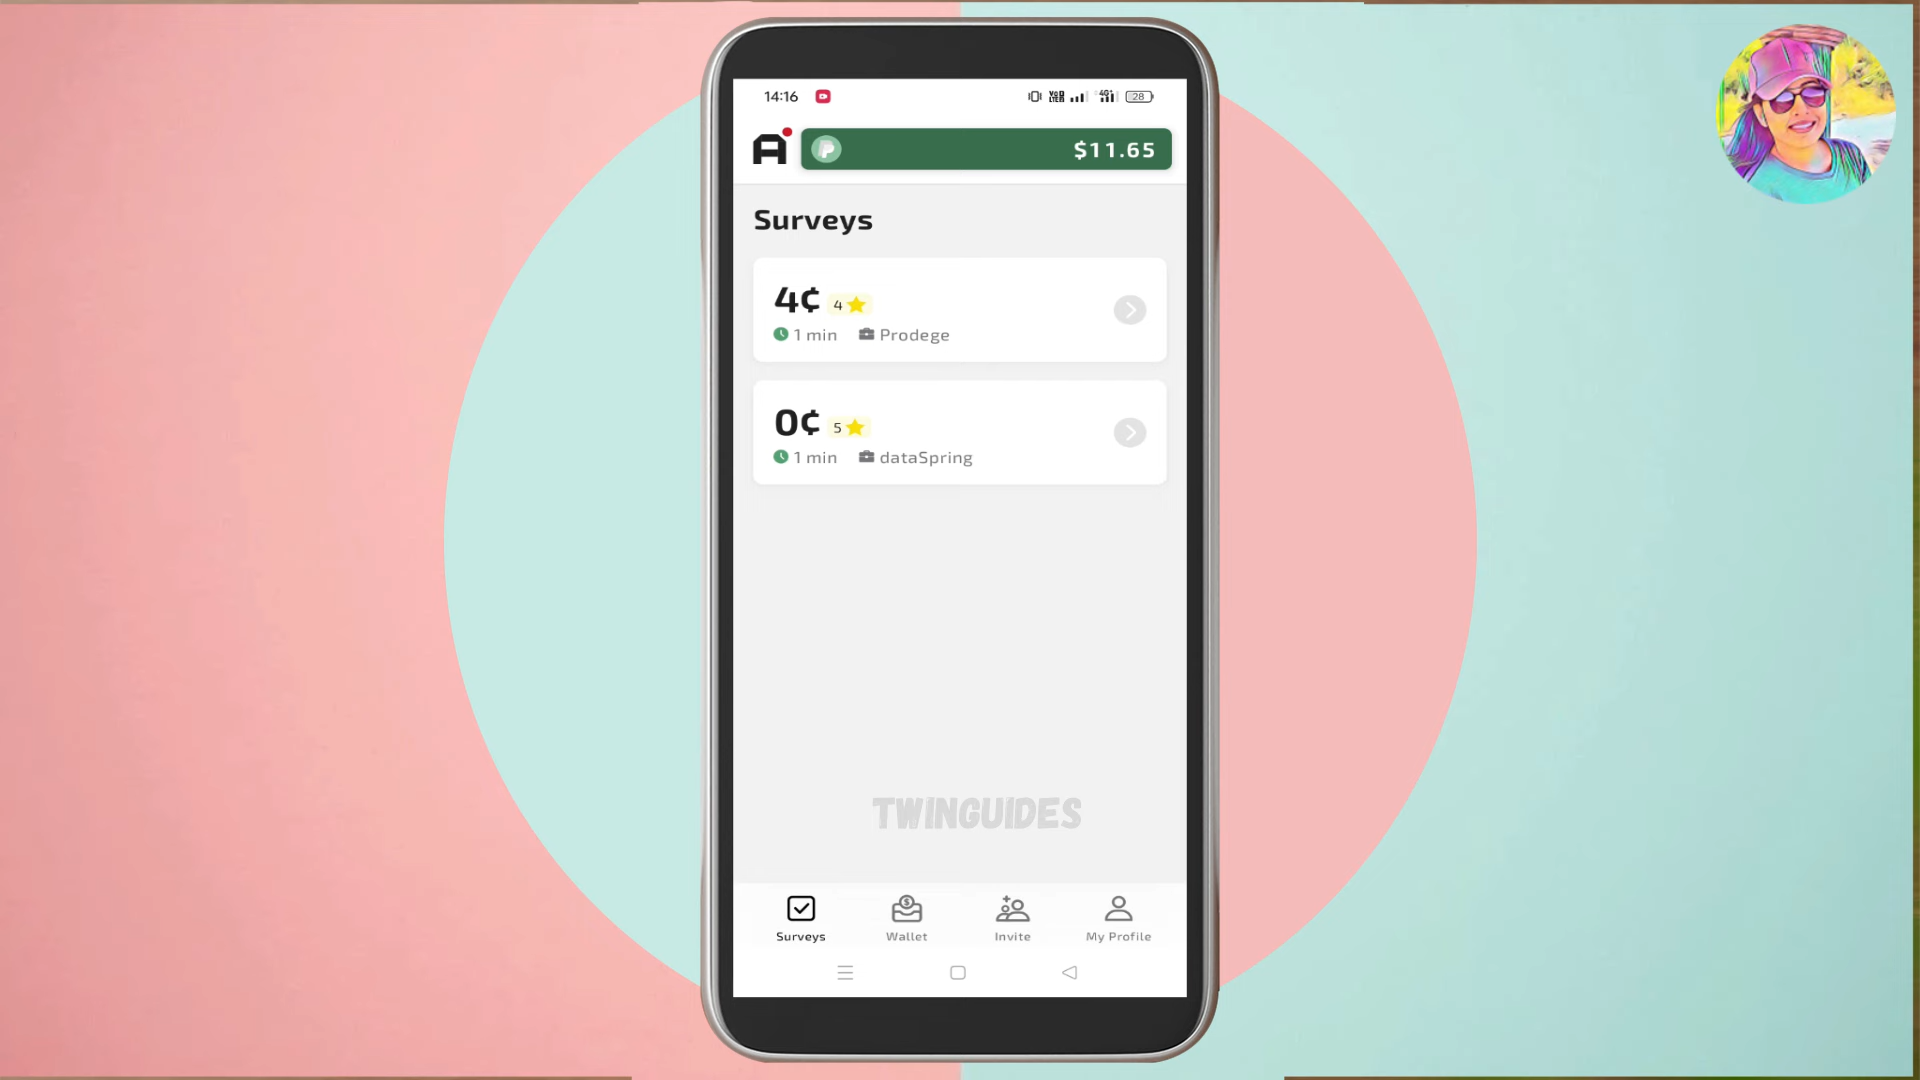 14:16
28
$11.65
Surveys
4¢ 4
1 min Prodege
0¢ 5
1 min dataSpring
TWINGUIDES
Surveys Wallet Invite My Profile